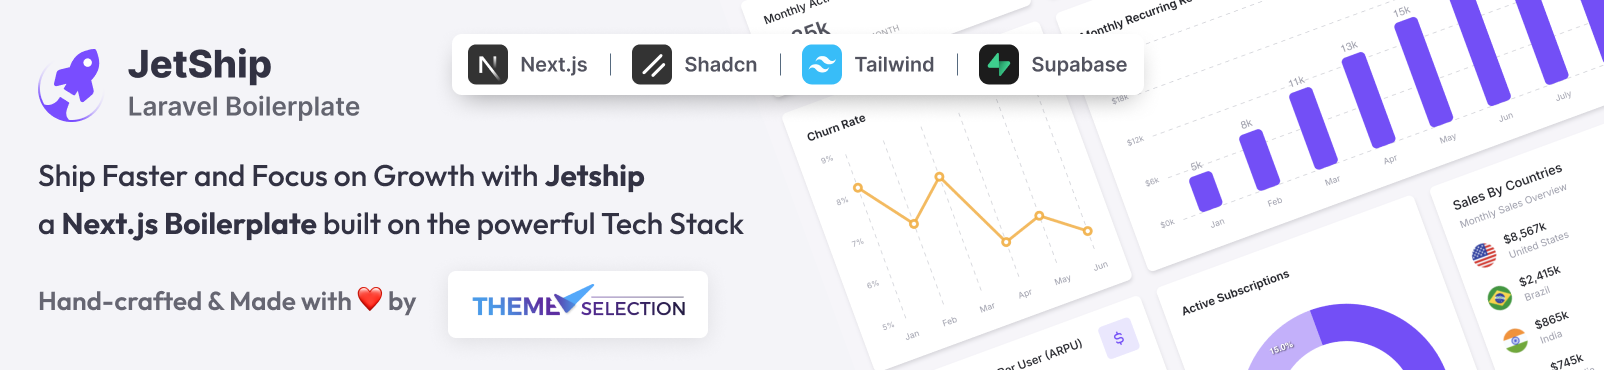 JetShip
Laravel Boilerplate
Next.js
Shadcn
Tailwind
Supabase
Ship Faster and Focus on Growth with Jetship
a Next.js Boilerplate built on the powerful Tech Stack
Hand-crafted & Made with ❤️ by
THEME SELECTION
Churn Rate
9%
8%
7%
6%
5%
Jan
Feb
Mar
Apr
May
Jun
Monthly Recurring
15k
13k
11k
8k
5k
$18k
$12k
$6k
$0k
Jan
Feb
Mar
Apr
May
Jun
July
Sales By Countries
Monthly Sales Overview
$8,567k
United States
$2,415k
Brazil
$865k
India
$745k
Active Subscriptions
15.0%
Per User (ARPU)
$